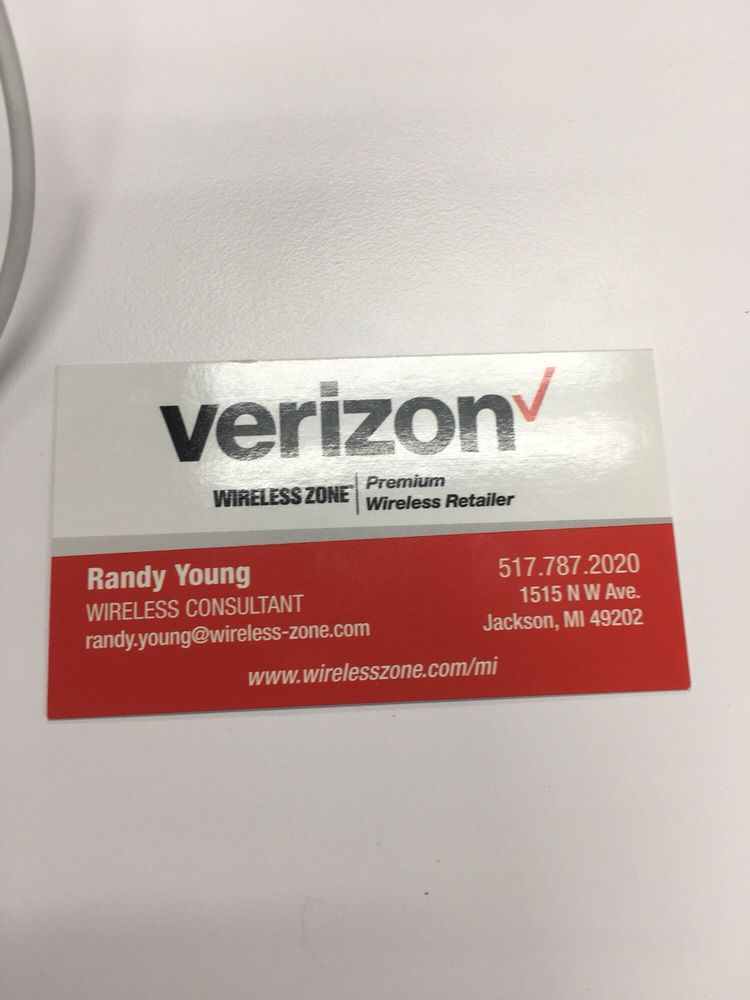 verizon✓
WIRELESS ZONE
Premium
Wireless Retailer
Randy Young
WIRELESS CONSULTANT
randy.young@wireless-zone.com
517.787.2020
1515 N W Ave.
Jackson, MI 49202
www.wirelesszone.com/mi